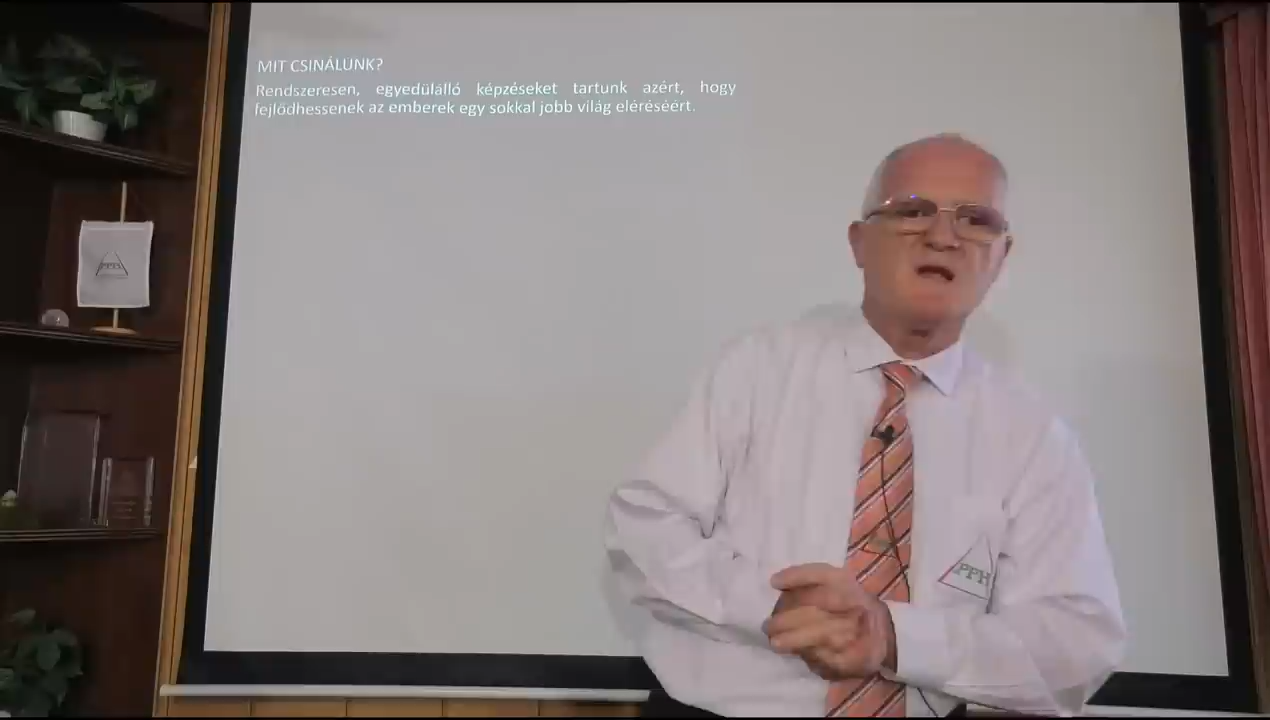 MIT CSINÁLUNK?
Rendszeresen, egyedülálló képzéseket tartunk azért, hogy
fejlődhessenek az emberek egy sokkal jobb világ eléréséért.
PPH